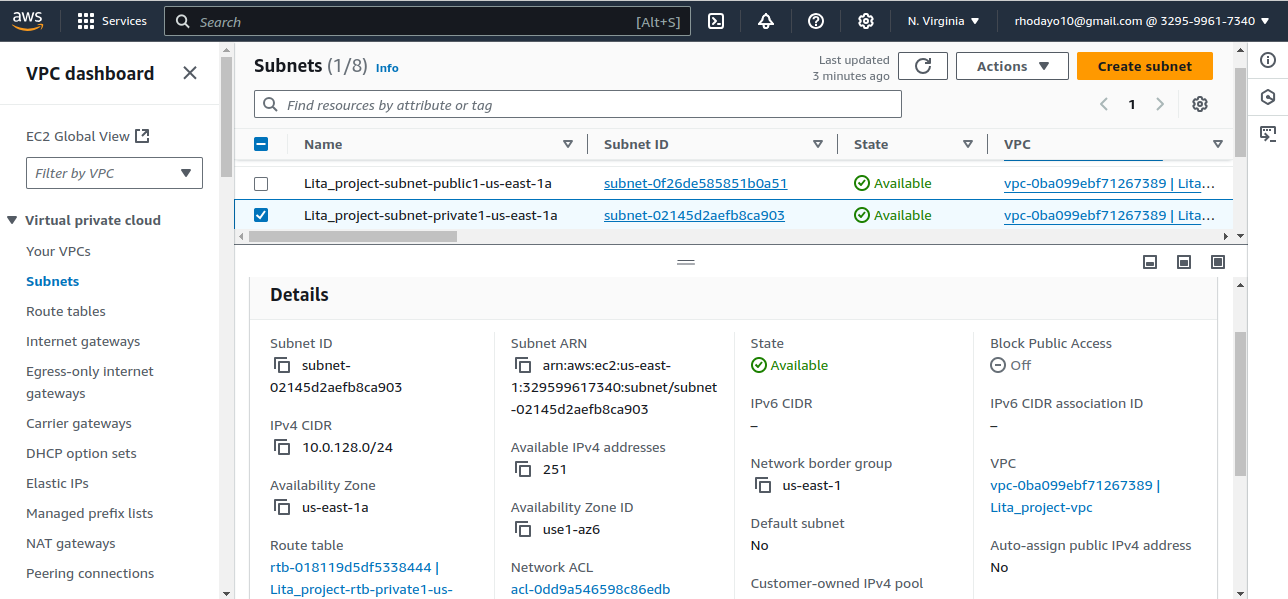 aws
Services
Search
[Alt+S]
N. Virginia
rhodayo10@gmail.com @ 3295-9961-7340
VPC dashboard
EC2 Global View
Filter by VPC
Virtual private cloud
Your VPCs
Subnets
Route tables
Internet gateways
Egress-only internet
gateways
Carrier gateways
DHCP option sets
Elastic IPs
Managed prefix lists
NAT gateways
Peering connections
Subnets (1/8) Info
Last updated
3 minutes ago
Actions
Create subnet
Find resources by attribute or tag
1
Name Subnet ID State VPC
Lita_project-subnet-public1-us-east-1a subnet-0f26de585851b0a51 Available vpc-0ba099ebf71267389 | Lita…
Lita_project-subnet-private1-us-east-1a subnet-02145d2aefb8ca903 Available vpc-0ba099ebf71267389 | Lita…
Details
Subnet ID
subnet-
02145d2aefb8ca903
IPv4 CIDR
10.0.128.0/24
Availability Zone
us-east-1a
Route table
rtb-018119d5df5338444 |
Lita_project-rtb-private1-us-
Subnet ARN
arn:aws:ec2:us-east-
1:329599617340:subnet/subnet
-02145d2aefb8ca903
Available IPv4 addresses
251
Availability Zone ID
use1-az6
Network ACL
acl-0dd9a546598c86edb
State
Available
IPv6 CIDR
–
Network border group
us-east-1
Default subnet
No
Customer-owned IPv4 pool
Block Public Access
Off
IPv6 CIDR association ID
–
VPC
vpc-0ba099ebf71267389 |
Lita_project-vpc
Auto-assign public IPv4 address
No